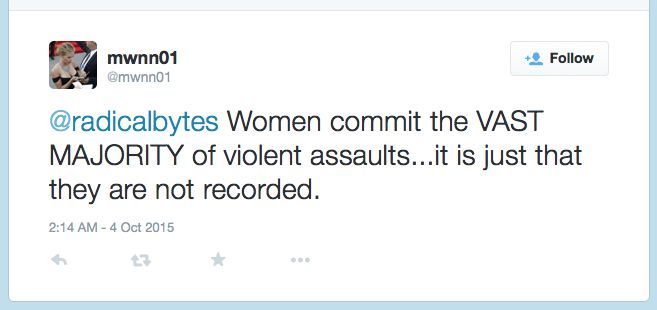 mwnn01
@mwnn01
Follow
@radicalbytes Women commit the VAST
MAJORITY of violent assaults...it is just that
they are not recorded.
2:14 AM - 4 Oct 2015